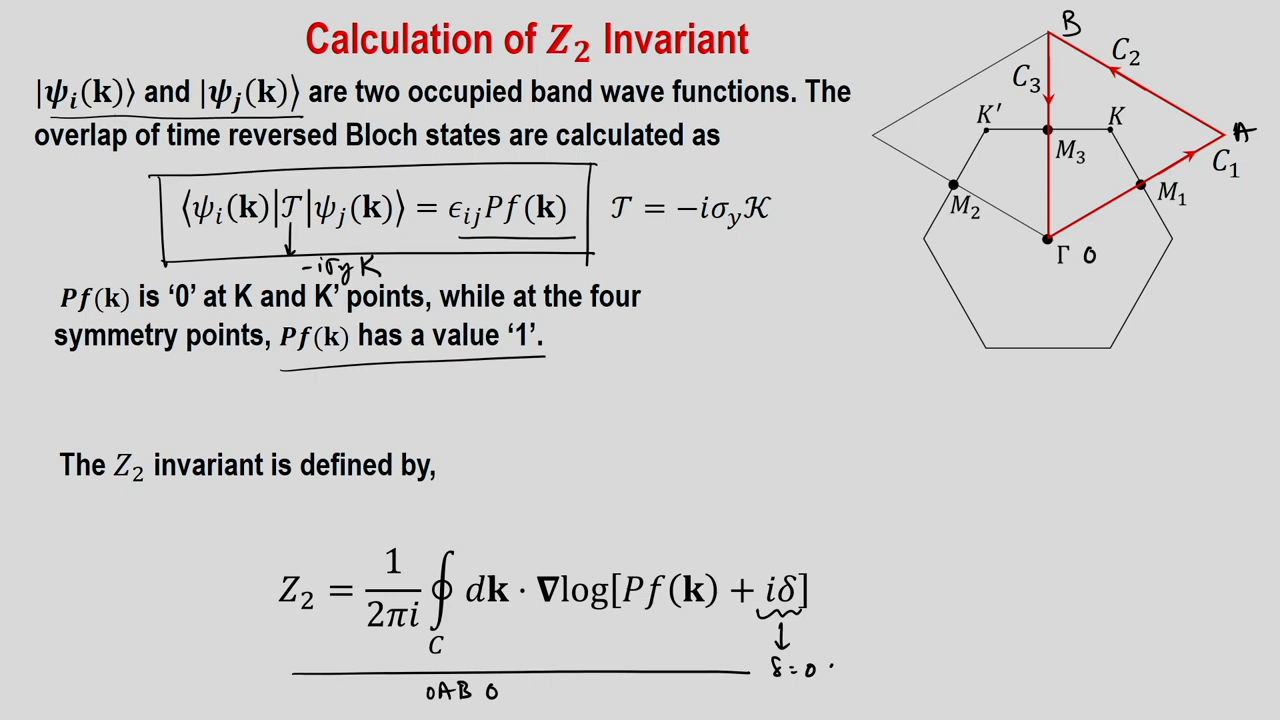 Calculation of Z₂ Invariant
|ψᵢ(k)⟩ and |ψⱼ(k)⟩ are two occupied band wave functions. The
overlap of time reversed Bloch states are calculated as
⟨ψᵢ(k)|𝒯|ψⱼ(k)⟩ = ϵᵢⱼPf(k)   𝒯 = −iσ_y𝒦
-iσy K
Pf(k) is ‘0’ at K and K’ points, while at the four
symmetry points, Pf(k) has a value ‘1’.
The Z₂ invariant is defined by,
Z₂ = 1/2πi ∮_C dk · ∇log[Pf(k) + iδ]
δ=0.
OAB O
B
C₂
C₃
K′
K
A
M₃
C₁
M₁
M₂
Γ O